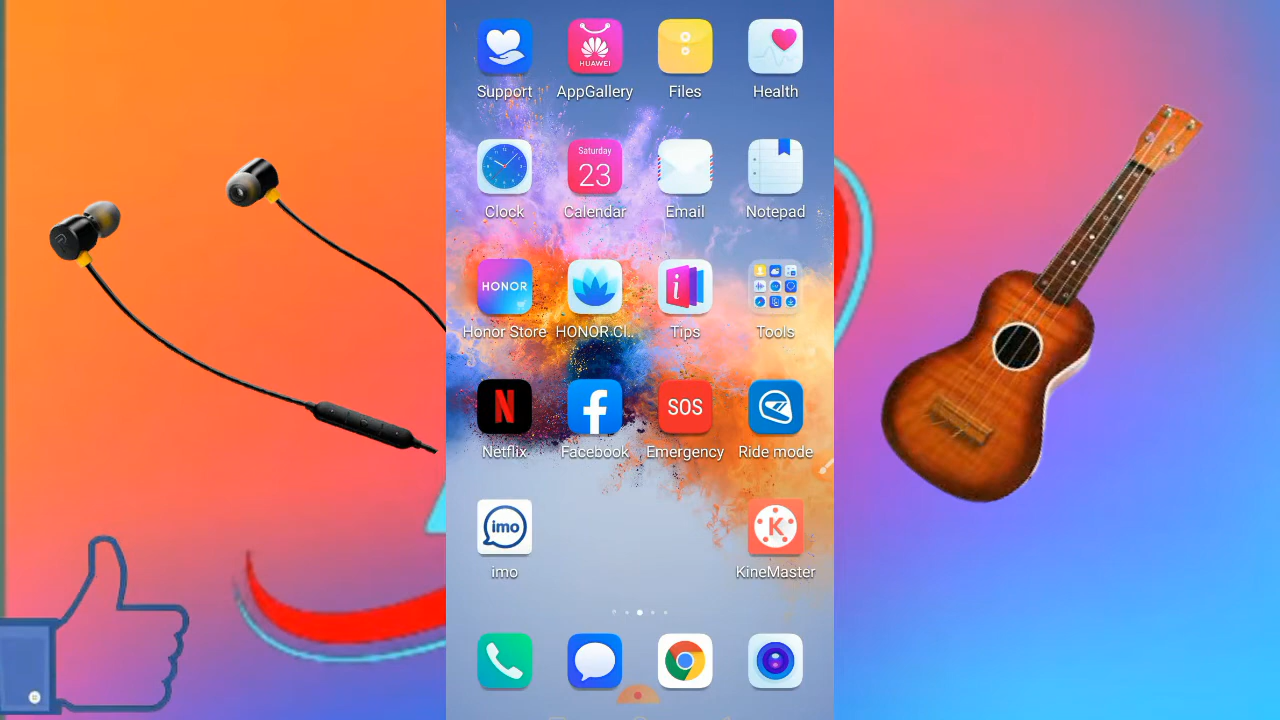 HUAWEI
Support AppGallery Files Health
Saturday
23
Clock Calendar Email Notepad
HONOR
i
Honor Store HONOR Cl... Tips Tools
N f SOS
Netflix Facebook Emergency Ride mode
imo K
imo KineMaster